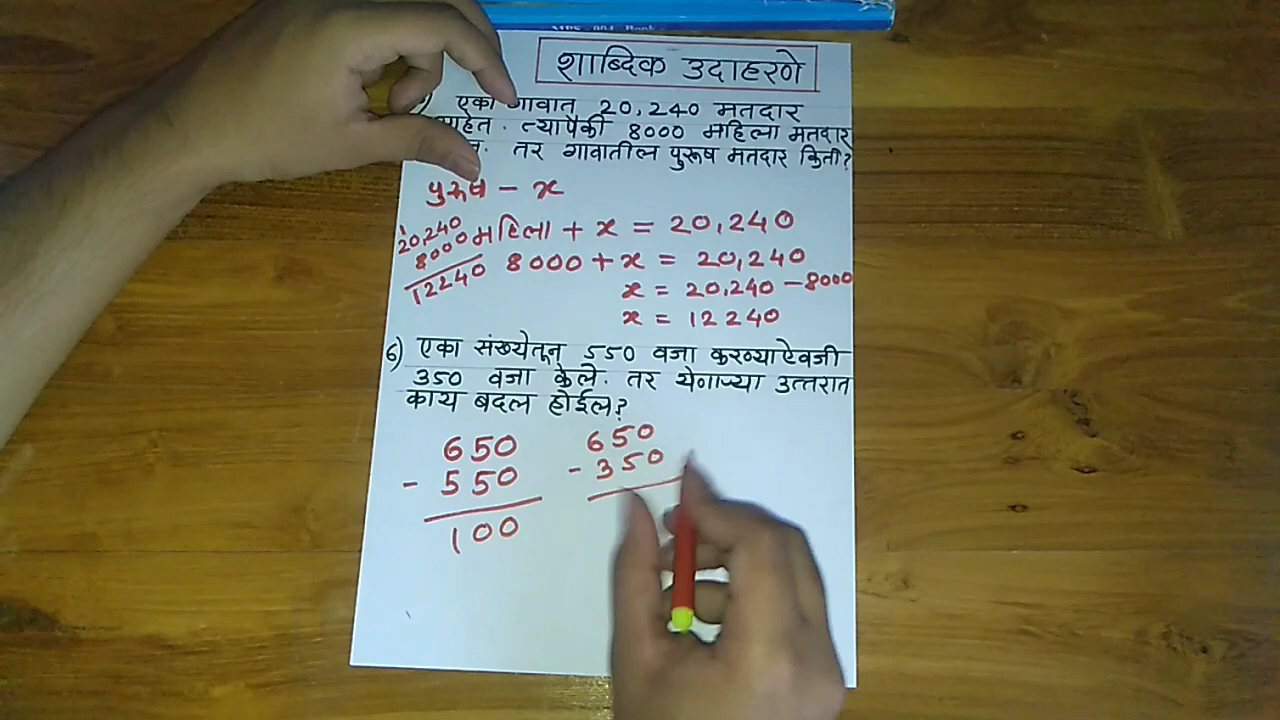 शाब्दिक उदाहरणे
एका गावात 20,240 मतदार
आहेत. त्यापैकी 8000 महिला मतदार
तर गावातील पुरूष मतदार किती?
पुरूष - x
महिला + x = 20,240
20,240
8000
12240
8000 + x = 20,240
x = 20,240 - 8000
x = 12240
6) एका संख्येतून 550 वजा करण्याऐवजी
350 वजा केले. तर येणाऱ्या उत्तरात
काय बदल होईल?
650
- 550
100
650
- 350